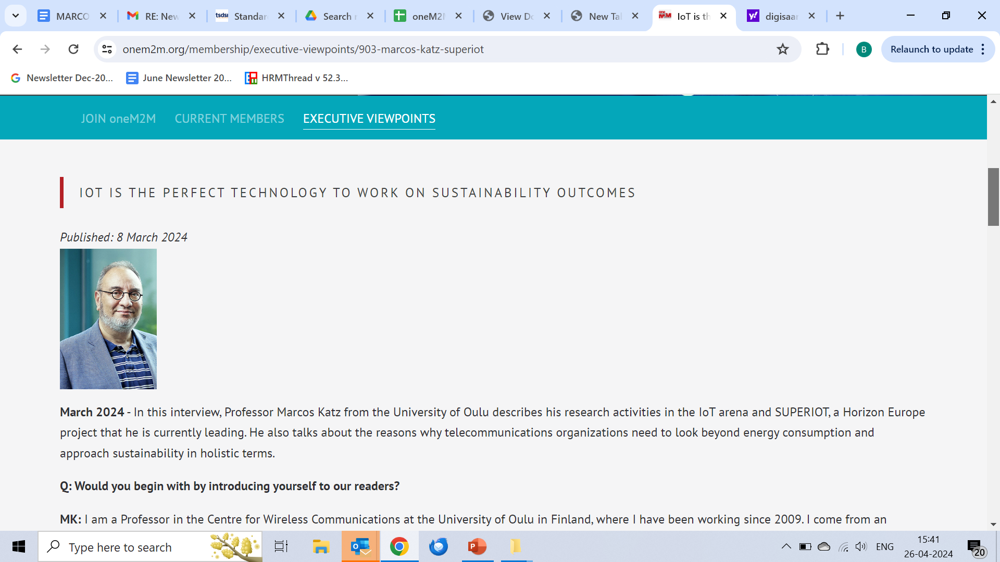 MARCO
RE: New
tsdsi
Standar
Search r
oneM2M
View Do
New Tal
IoT is th
y!
digisaar
onem2m.org/membership/executive-viewpoints/903-marcos-katz-superiot
B
Relaunch to update
Newsletter Dec-20...
June Newsletter 20...
HRMThread v 52.3...
JOIN oneM2M
CURRENT MEMBERS
EXECUTIVE VIEWPOINTS
IOT IS THE PERFECT TECHNOLOGY TO WORK ON SUSTAINABILITY OUTCOMES
Published: 8 March 2024
March 2024 - In this interview, Professor Marcos Katz from the University of Oulu describes his research activities in the IoT arena and SUPERIOT, a Horizon Europe
project that he is currently leading. He also talks about the reasons why telecommunications organizations need to look beyond energy consumption and
approach sustainability in holistic terms.
Q: Would you begin with by introducing yourself to our readers?
MK: I am a Professor in the Centre for Wireless Communications at the University of Oulu in Finland, where I have been working since 2009. I come from an
Type here to search
ENG
15:41
26-04-2024
20